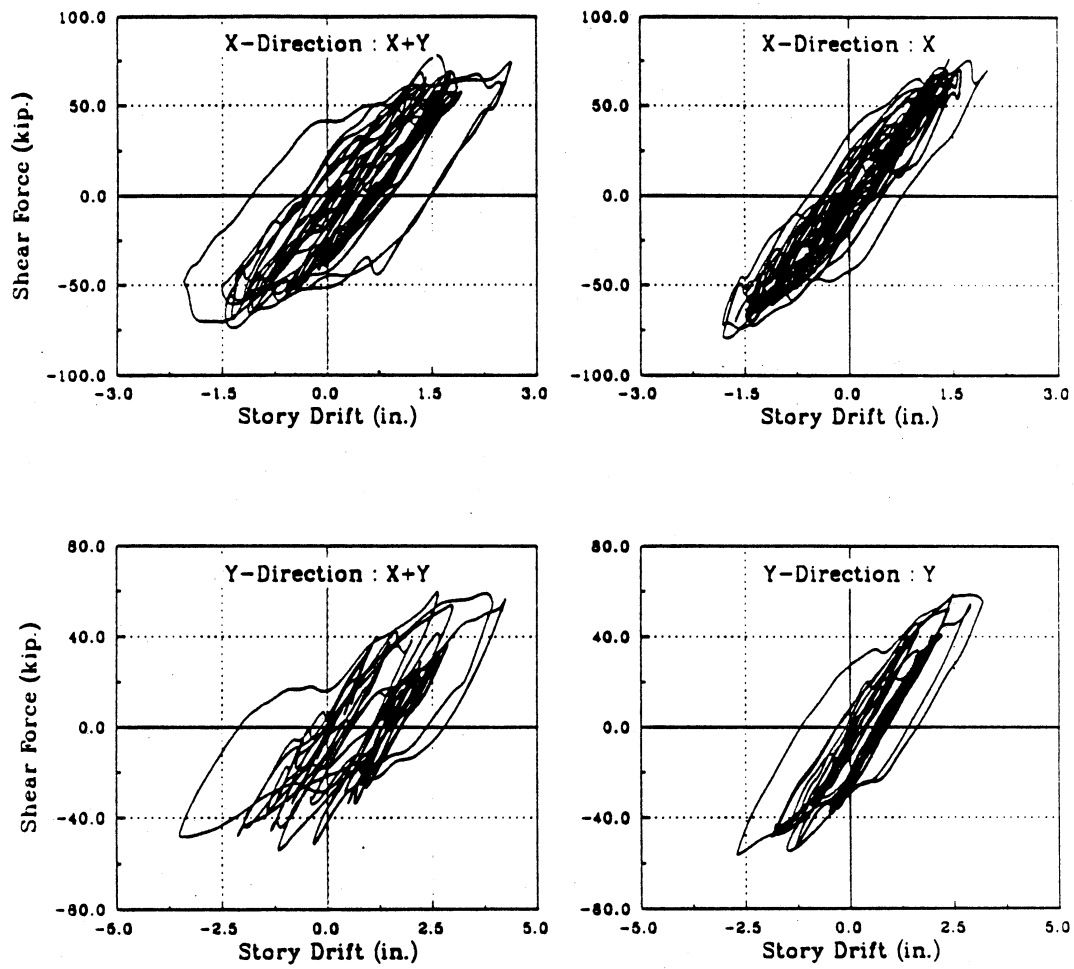 100.0
50.0
0.0
-50.0
-100.0
Shear Force (kip.)
X-Direction : X+Y
-3.0 -1.5 0.0 1.5 3.0
Story Drift (in.)
100.0
50.0
0.0
-50.0
-100.0
X-Direction : X
-3.0 -1.5 0.0 1.5 3.0
Story Drift (in.)
80.0
40.0
0.0
-40.0
-80.0
Shear Force (kip.)
Y-Direction : X+Y
-5.0 -2.5 0.0 2.5 5.0
Story Drift (in.)
80.0
40.0
0.0
-40.0
-80.0
Y-Direction : Y
-5.0 -2.5 0.0 2.5 5.0
Story Drift (in.)